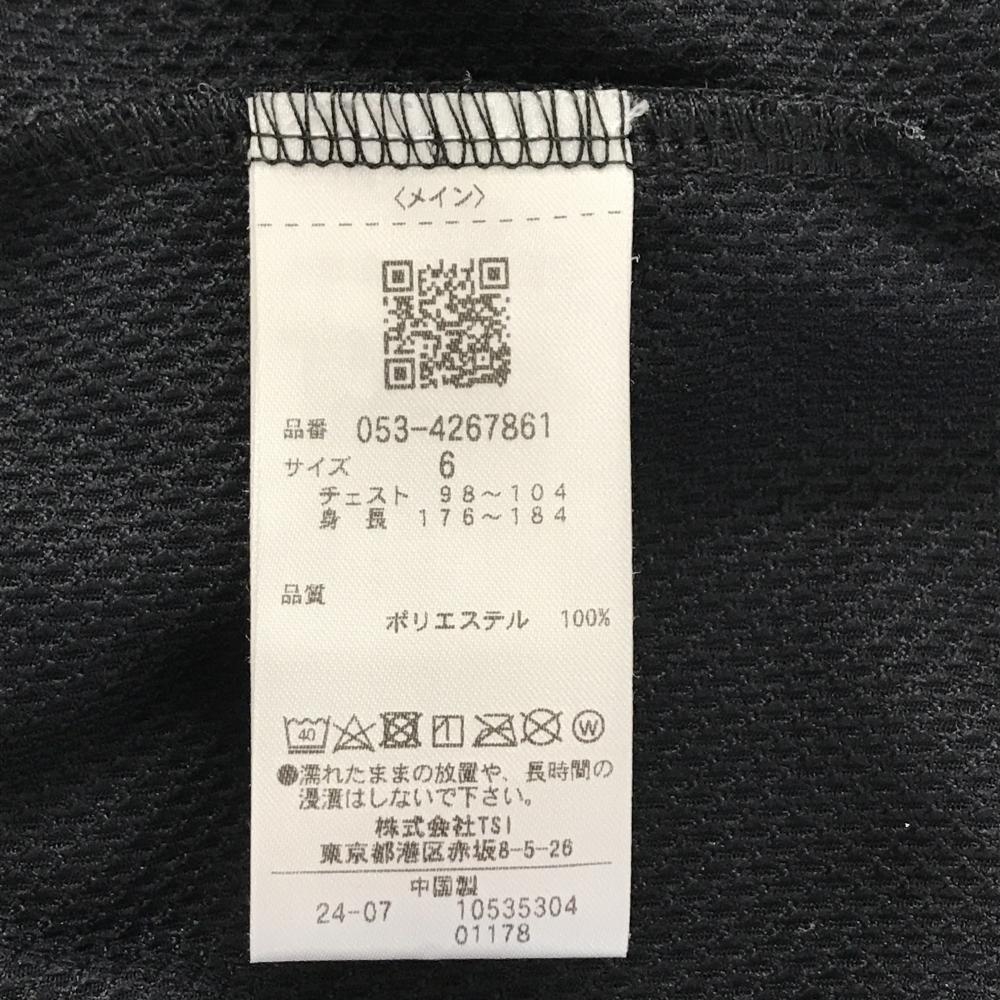 〈メイン〉
品番 053-4267861
サイズ 6
チェスト 98～104
身長 176～184
品質
ポリエステル 100%
40 W
●濡れたままの放置や、長時間の
浸漬はしないで下さい。
株式会社TSI
東京都港区赤坂8-5-26
中国製
24-07 10535304
01178